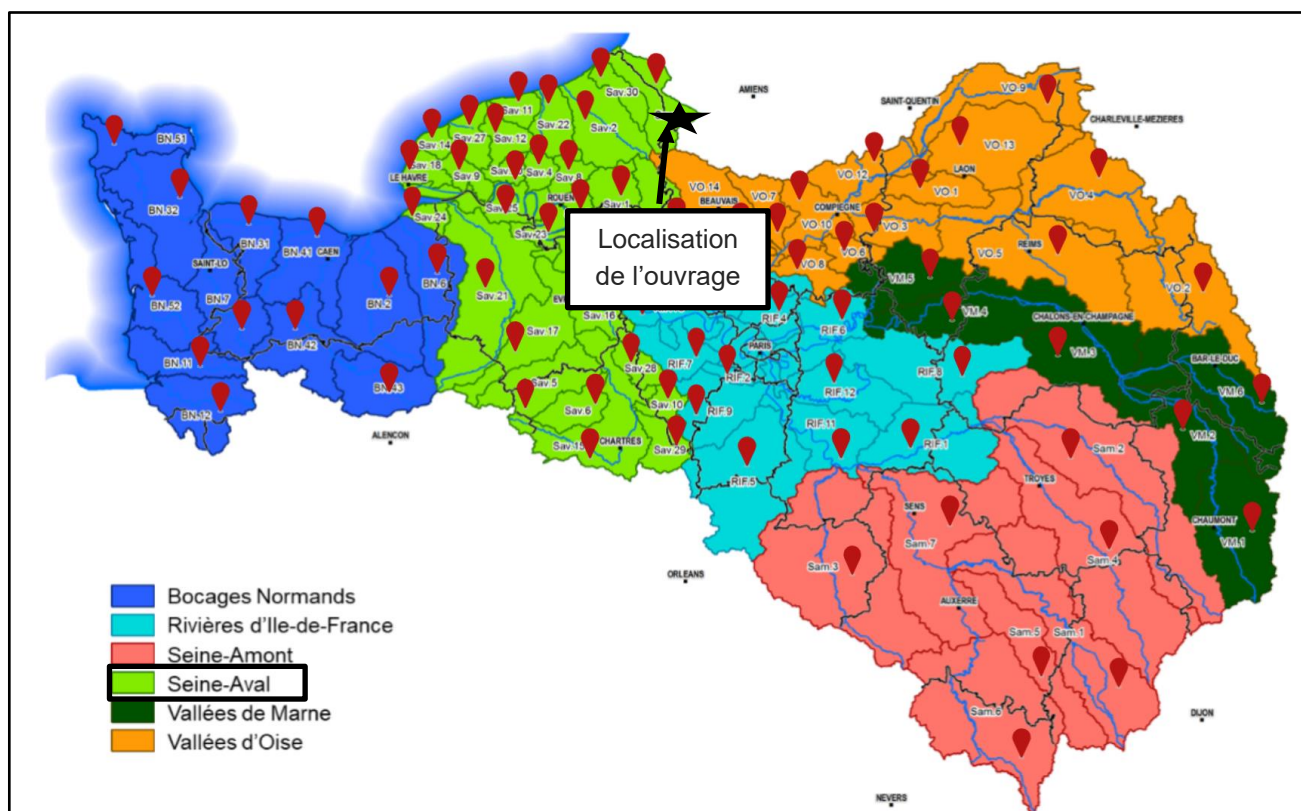 AMIENS
SAINT-QUENTIN
CHARLEVILLE-MEZIERES
Sav.30
Sav.11
Sav.2
Sav.22
Sav.27
Sav.12
Sav.14
Sav.18
Sav.9
Sav.4
Sav.8
LE HAVRE
ROUEN
Sav.1
Sav.24
Sav.23
VO.9
VO.13
LAON
VO.1
VO.4
VO.12
VO.14
VO.7
BEAUVAIS
COMPIEGNE
VO.10
VO.3
VO.6
VO.8
VO.5
REIMS
VO.2
BN.51
BN.32
BN.31
BN.41
CAEN
SAINT-LO
BN.6
BN.7
BN.2
BN.52
BN.42
BN.11
BN.43
BN.12
ALENCON
Localisation
de l’ouvrage
Sav.21
Sav.16
Sav.17
Sav.28
Sav.5
Sav.6
Sav.10
CHARTRES
Sav.29
RIF.4
RIF.6
PARIS
RIF.7
RIF.2
RIF.8
RIF.12
RIF.9
RIF.11
RIF.1
RIF.5
VM.5
VM.4
CHALONS-EN-CHAMPAGNE
VM.3
BAR-LE-DUC
VM.6
VM.2
CHAUMONT
VM.1
Sam.2
TROYES
SENS
Sam.7
Sam.4
Sam.3
ORLEANS
AUXERRE
Sam.5
Sam.1
Sam.6
DIJON
NEVERS
Bocages Normands
Rivières d’Ile-de-France
Seine-Amont
Seine-Aval
Vallées de Marne
Vallées d’Oise